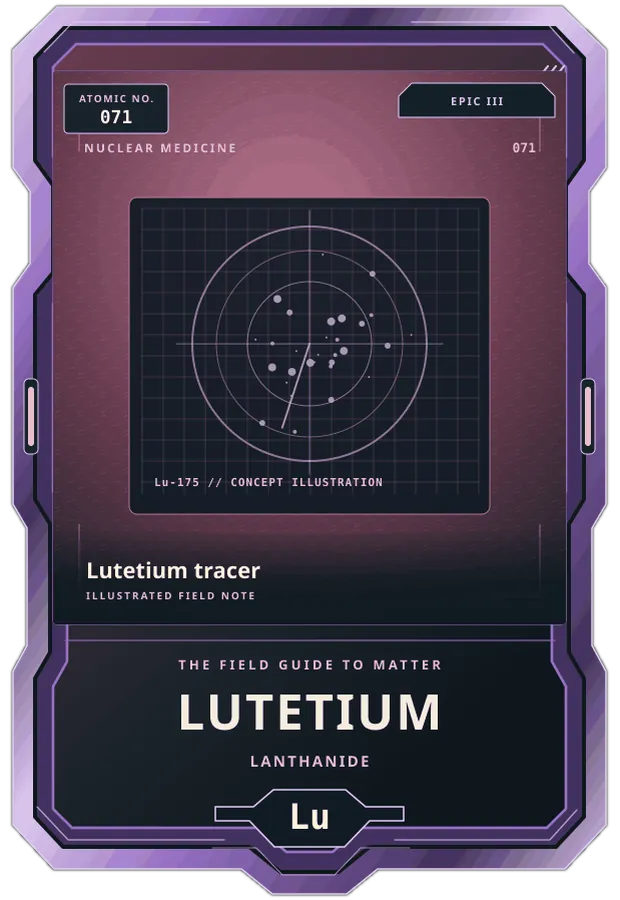 ATOMIC NO.
071
EPIC III
NUCLEAR MEDICINE
071
Lu-175 // CONCEPT ILLUSTRATION
Lutetium tracer
ILLUSTRATED FIELD NOTE
THE FIELD GUIDE TO MATTER
LUTETIUM
LANTHANIDE
Lu